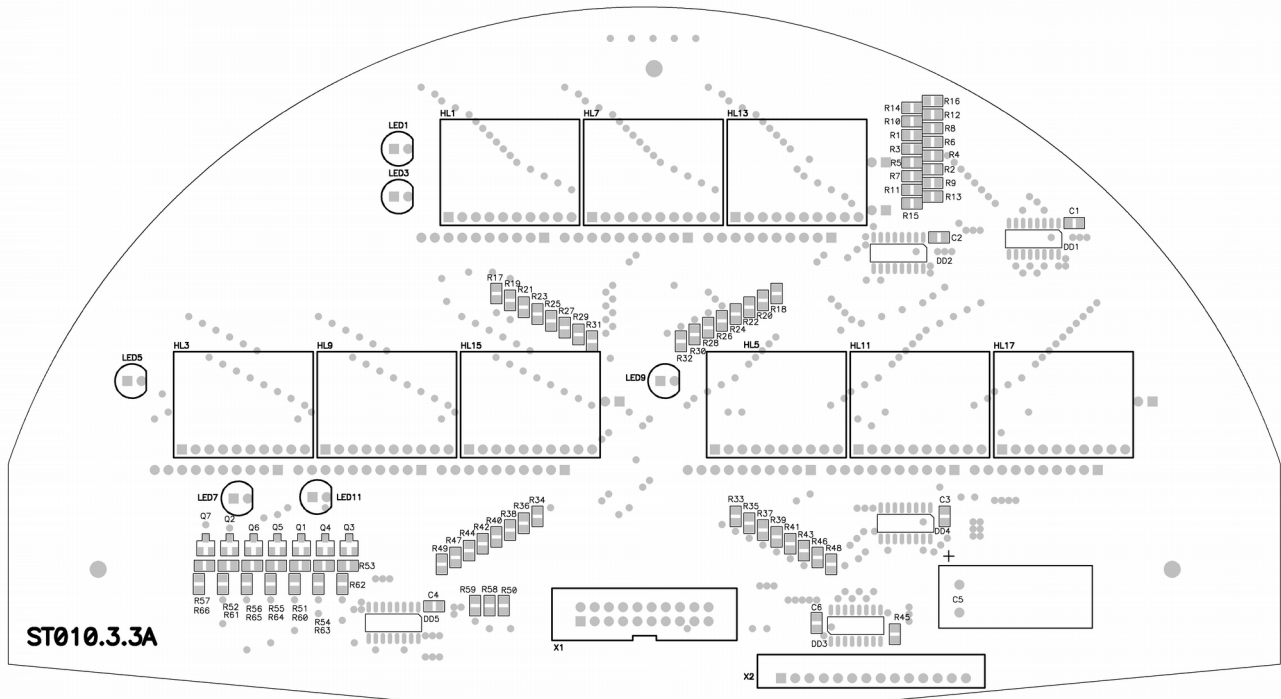 LED1
LED3
HL1
HL7
HL13
R14
R16
R10
R12
R1
R8
R3
R6
R5
R4
R7
R2
R11
R9
R13
R15
C1
DD1
C2
DD2
R17
R19
R21
R23
R25
R27
R29
R31
R18
R20
R22
R24
R26
R28
R30
R32
LED5
HL3
HL9
HL15
LED9
HL5
HL11
HL17
LED7
LED11
Q7
Q2
Q6
Q5
Q1
Q4
Q3
R53
R62
R57
R66
R52
R61
R56
R65
R55
R64
R51
R60
R54
R63
R34
R36
R38
R40
R42
R44
R47
R49
R33
R35
R37
R39
R41
R43
R46
R48
C3
DD4
+
C5
C4
DD5
R59
R58
R50
X1
C6
DD3
R45
X2
ST010.3.3A